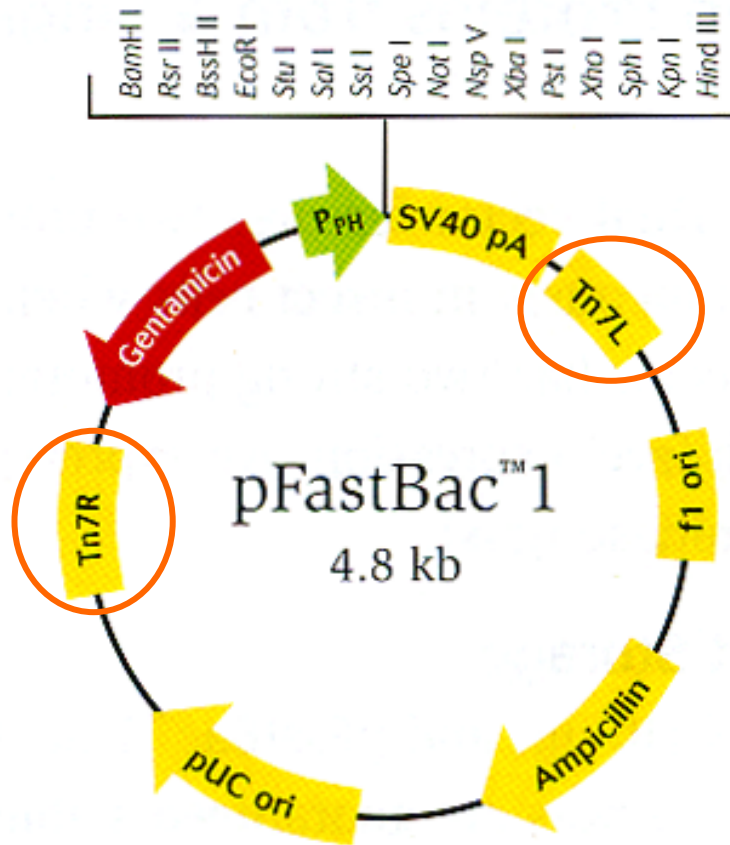 BamH I
Rsr II
BssH II
EcoR I
Stu I
Sal I
Sst I
Spe I
Not I
Nsp V
Xba I
Pst I
Xho I
Sph I
Kpn I
Hind III
PPH
SV40 pA
Tn7L
Gentamicin
Tn7R
pFastBac™1
4.8 kb
f1 ori
Ampicillin
pUC ori